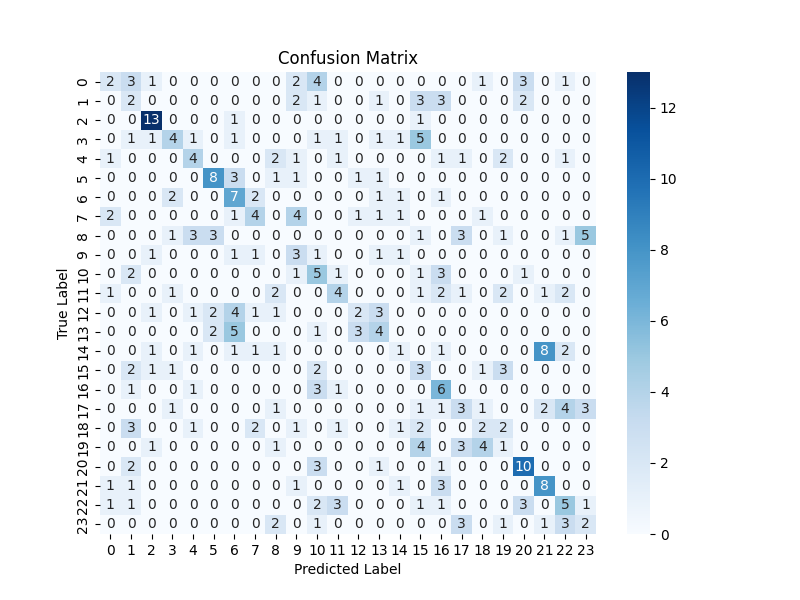 Confusion Matrix
0 2 3 1 0 0 0 0 0 0 2 4 0 0 0 0 0 0 0 1 0 3 0 1 0
1 0 2 0 0 0 0 0 0 0 2 1 0 0 1 0 3 3 0 0 0 2 0 0 0
2 0 0 13 0 0 0 1 0 0 0 0 0 0 0 0 1 0 0 0 0 0 0 0 0
3 0 1 1 4 1 0 1 0 0 0 1 1 0 1 1 5 0 0 0 0 0 0 0 0
4 1 0 0 0 4 0 0 0 2 1 0 1 0 0 0 0 1 1 0 2 0 0 1 0
5 0 0 0 0 0 8 3 0 1 1 0 0 1 1 0 0 0 0 0 0 0 0 0 0
6 0 0 0 2 0 0 7 2 0 0 0 0 0 1 1 0 1 0 0 0 0 0 0 0
7 2 0 0 0 0 0 1 4 0 4 0 0 1 1 1 0 0 0 1 0 0 0 0 0
8 0 0 0 1 3 3 0 0 0 0 0 0 0 0 0 1 0 3 0 1 0 0 1 5
9 0 0 1 0 0 0 1 1 0 3 1 0 0 1 1 0 0 0 0 0 0 0 0 0
10 0 2 0 0 0 0 0 0 0 1 5 1 0 0 0 1 3 0 0 0 1 0 0 0
11 1 0 0 1 0 0 0 0 2 0 0 4 0 0 0 1 2 1 0 2 0 1 2 0
12 0 0 1 0 1 2 4 1 1 0 0 0 2 3 0 0 0 0 0 0 0 0 0 0
13 0 0 0 0 0 2 5 0 0 0 1 0 3 4 0 0 0 0 0 0 0 0 0 0
14 0 0 1 0 1 0 1 1 1 0 0 0 0 0 1 0 1 0 0 0 0 8 2 0
15 0 2 1 1 0 0 0 0 0 0 2 0 0 0 0 3 0 0 1 3 0 0 0 0
16 0 1 0 0 1 0 0 0 0 0 3 1 0 0 0 0 6 0 0 0 0 0 0 0
17 0 0 0 1 0 0 0 0 1 0 0 0 0 0 0 1 1 3 1 0 0 2 4 3
18 0 3 0 0 1 0 0 2 0 1 0 1 0 0 1 2 0 0 2 2 0 0 0 0
19 0 0 1 0 0 0 0 0 1 0 0 0 0 0 0 4 0 3 4 1 0 0 0 0
20 0 2 0 0 0 0 0 0 0 0 3 0 0 1 0 0 1 0 0 0 10 0 0 0
21 1 1 0 0 0 0 0 0 0 1 0 0 0 0 1 0 3 0 0 0 0 8 0 0
22 1 1 0 0 0 0 0 0 0 0 2 3 0 0 0 1 1 0 0 0 3 0 5 1
23 0 0 0 0 0 0 0 0 2 0 1 0 0 0 0 0 0 3 0 1 0 1 3 2
0 1 2 3 4 5 6 7 8 9 10 11 12 13 14 15 16 17 18 19 20 21 22 23
Predicted Label
True Label
12
10
8
6
4
2
0